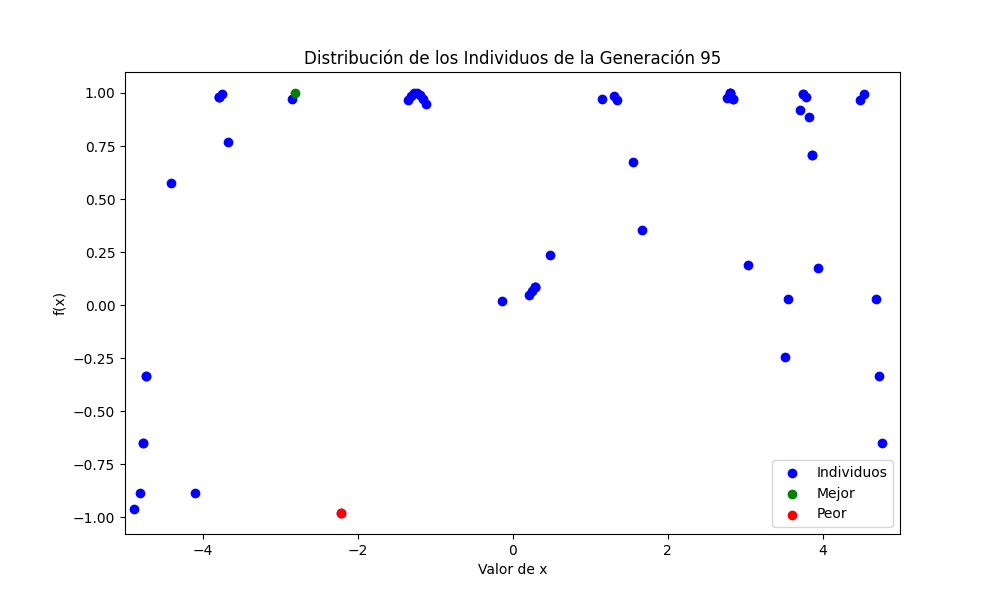 Distribución de los Individuos de la Generación 95
1.00
0.75
0.50
0.25
0.00
−0.25
−0.50
−0.75
−1.00
f(x)
−4
−2
0
2
4
Valor de x
Individuos
Mejor
Peor